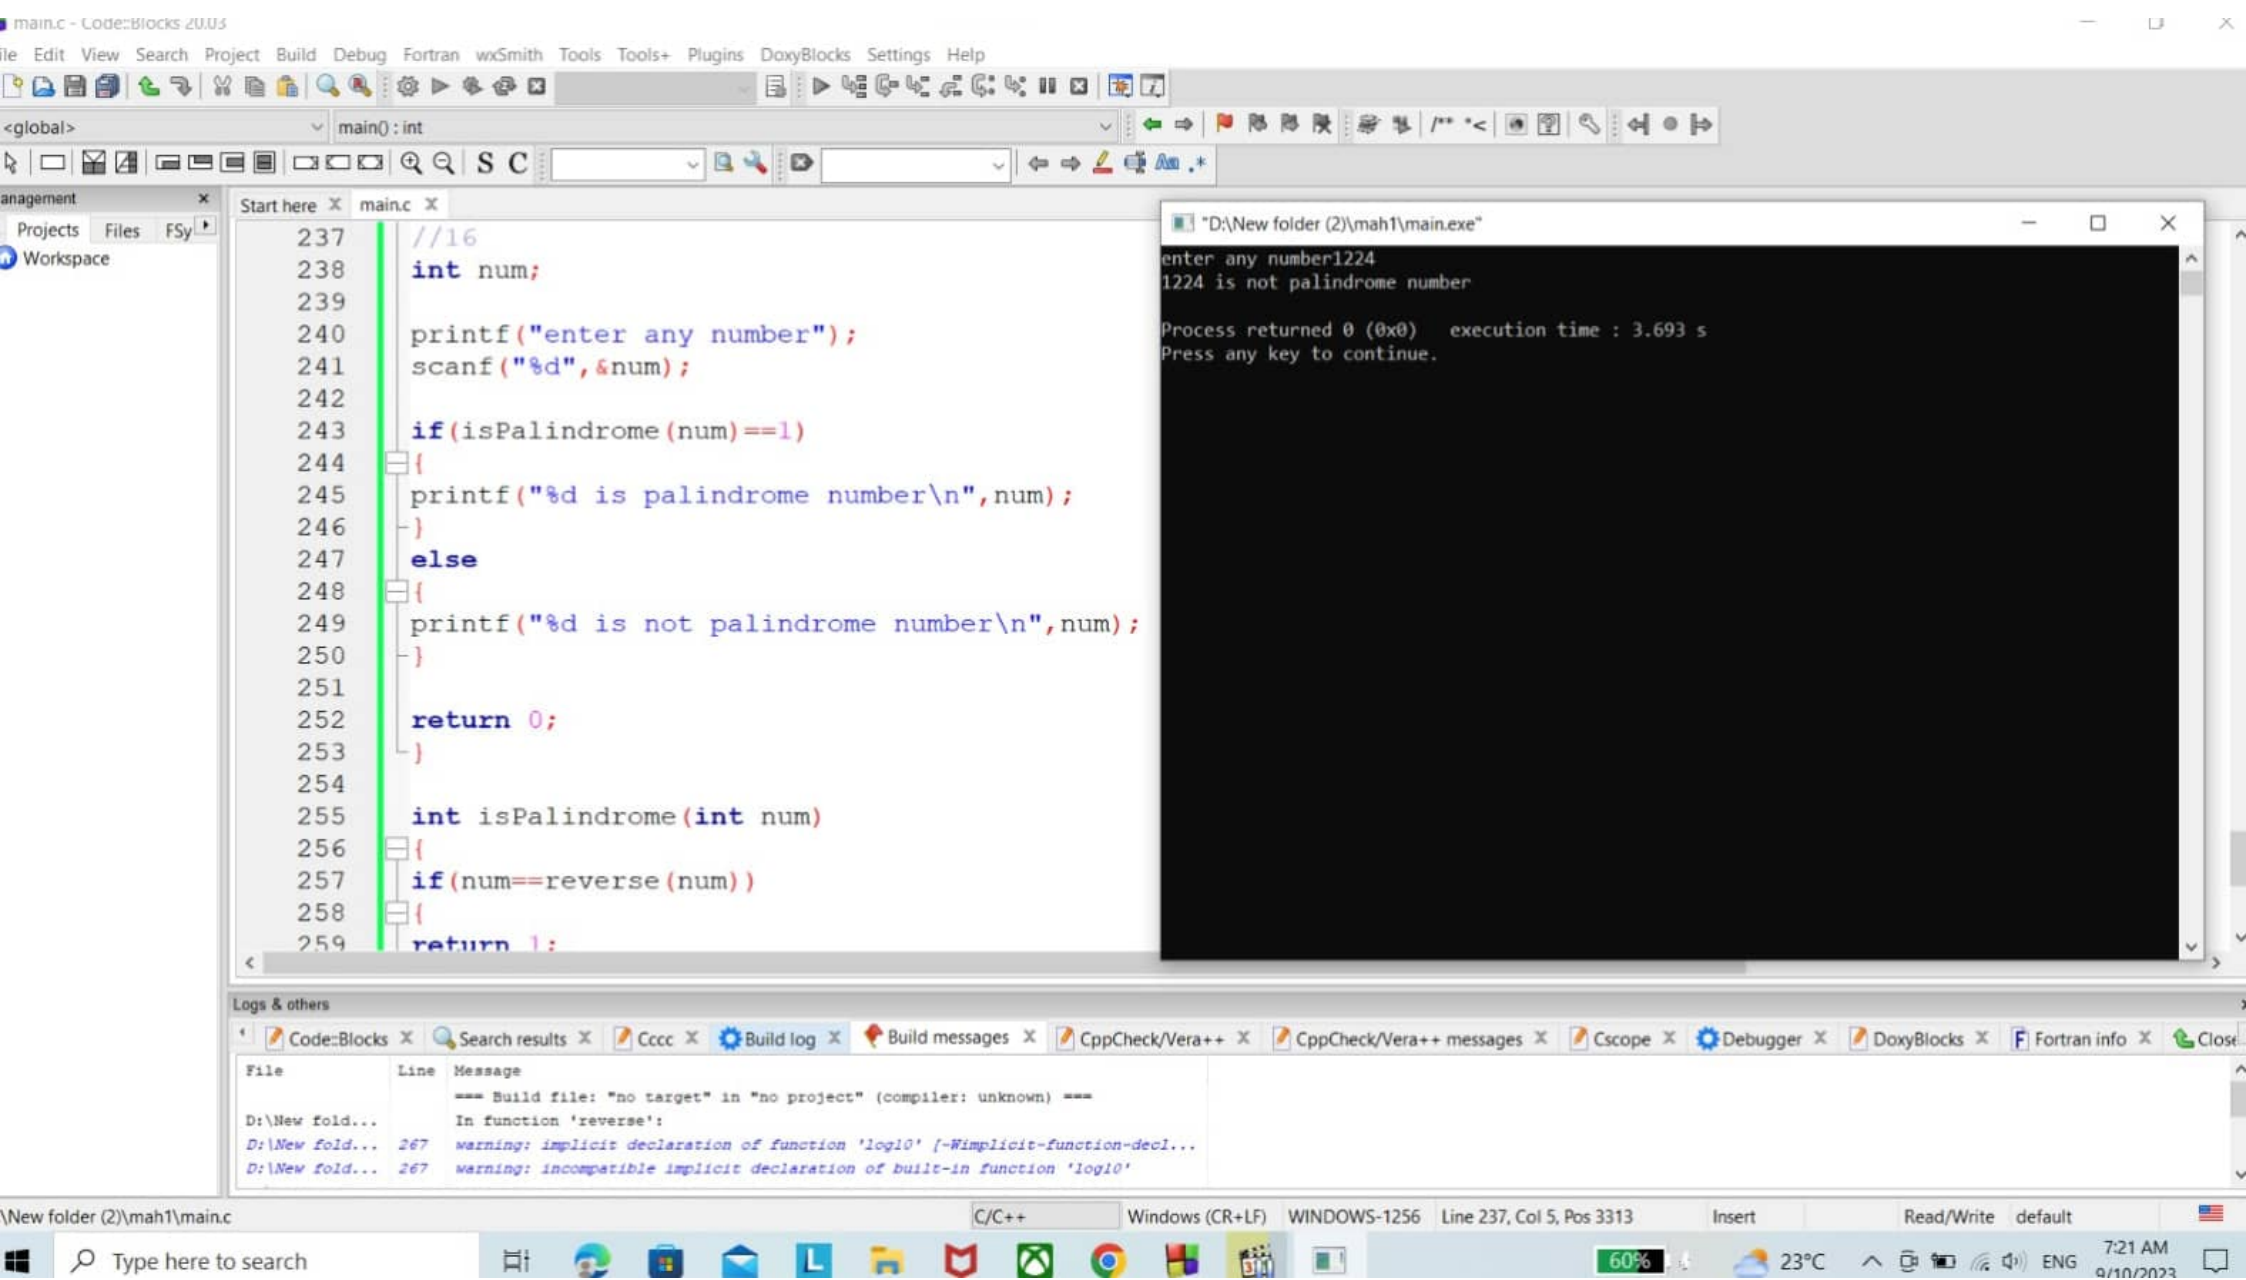 main.c - Code::Blocks 20.03
ile Edit View Search Project Build Debug Fortran wxSmith Tools Tools+ Plugins DoxyBlocks Settings Help
<global> main() : int
S C
anagement
Projects Files FSy
Workspace
Start here main.c
237 //16
238 int num;
239
240 printf("enter any number");
241 scanf("%d",&num);
242
243 if(isPalindrome(num)==1)
244 {
245 printf("%d is palindrome number\n",num);
246 }
247 else
248 {
249 printf("%d is not palindrome number\n",num);
250 }
251
252 return 0;
253 }
254
255 int isPalindrome(int num)
256 {
257 if(num==reverse(num))
258 {
259 return 1;
"D:\New folder (2)\mah1\main.exe"
enter any number1224
1224 is not palindrome number
Process returned 0 (0x0) execution time : 3.693 s
Press any key to continue.
Logs & others
Code::Blocks Search results Cccc Build log Build messages CppCheck/Vera++ CppCheck/Vera++ messages Cscope Debugger DoxyBlocks Fortran info Close
File Line Message
=== Build file: "no target" in "no project" (compiler: unknown) ===
D:\New fold... In function 'reverse':
D:\New fold... 267 warning: implicit declaration of function 'log10' [-Wimplicit-function-decl...
D:\New fold... 267 warning: incompatible implicit declaration of built-in function 'log10'
\New folder (2)\mah1\main.c C/C++ Windows (CR+LF) WINDOWS-1256 Line 237, Col 5, Pos 3313 Insert Read/Write default
Type here to search 60% 23°C ENG 7:21 AM
9/10/2023